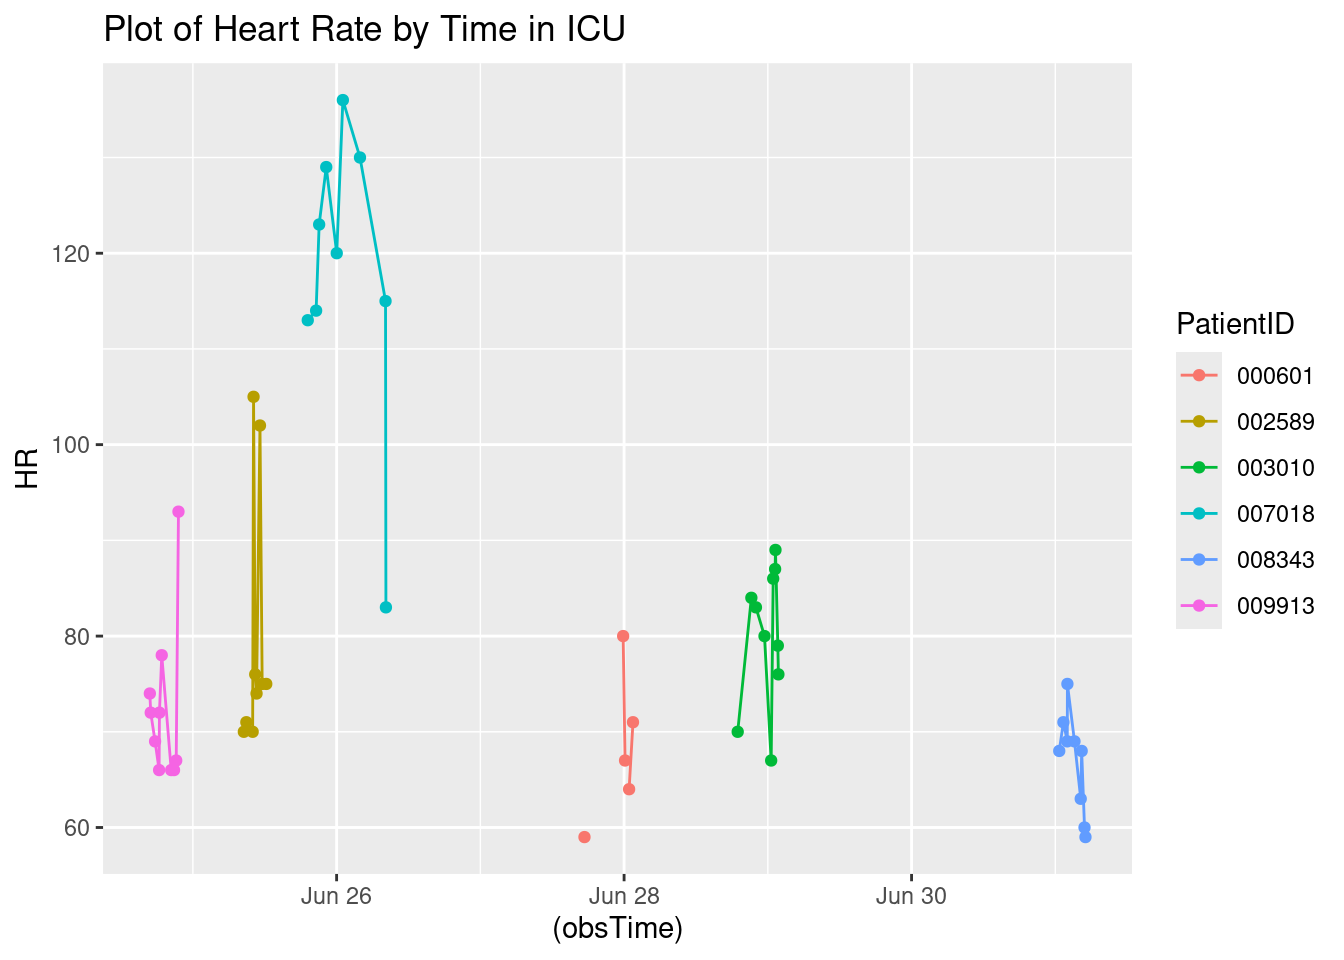 Plot of Heart Rate by Time in ICU
120
100
80
60
HR
Jun 26
Jun 28
Jun 30
(obsTime)
PatientID
000601
002589
003010
007018
008343
009913